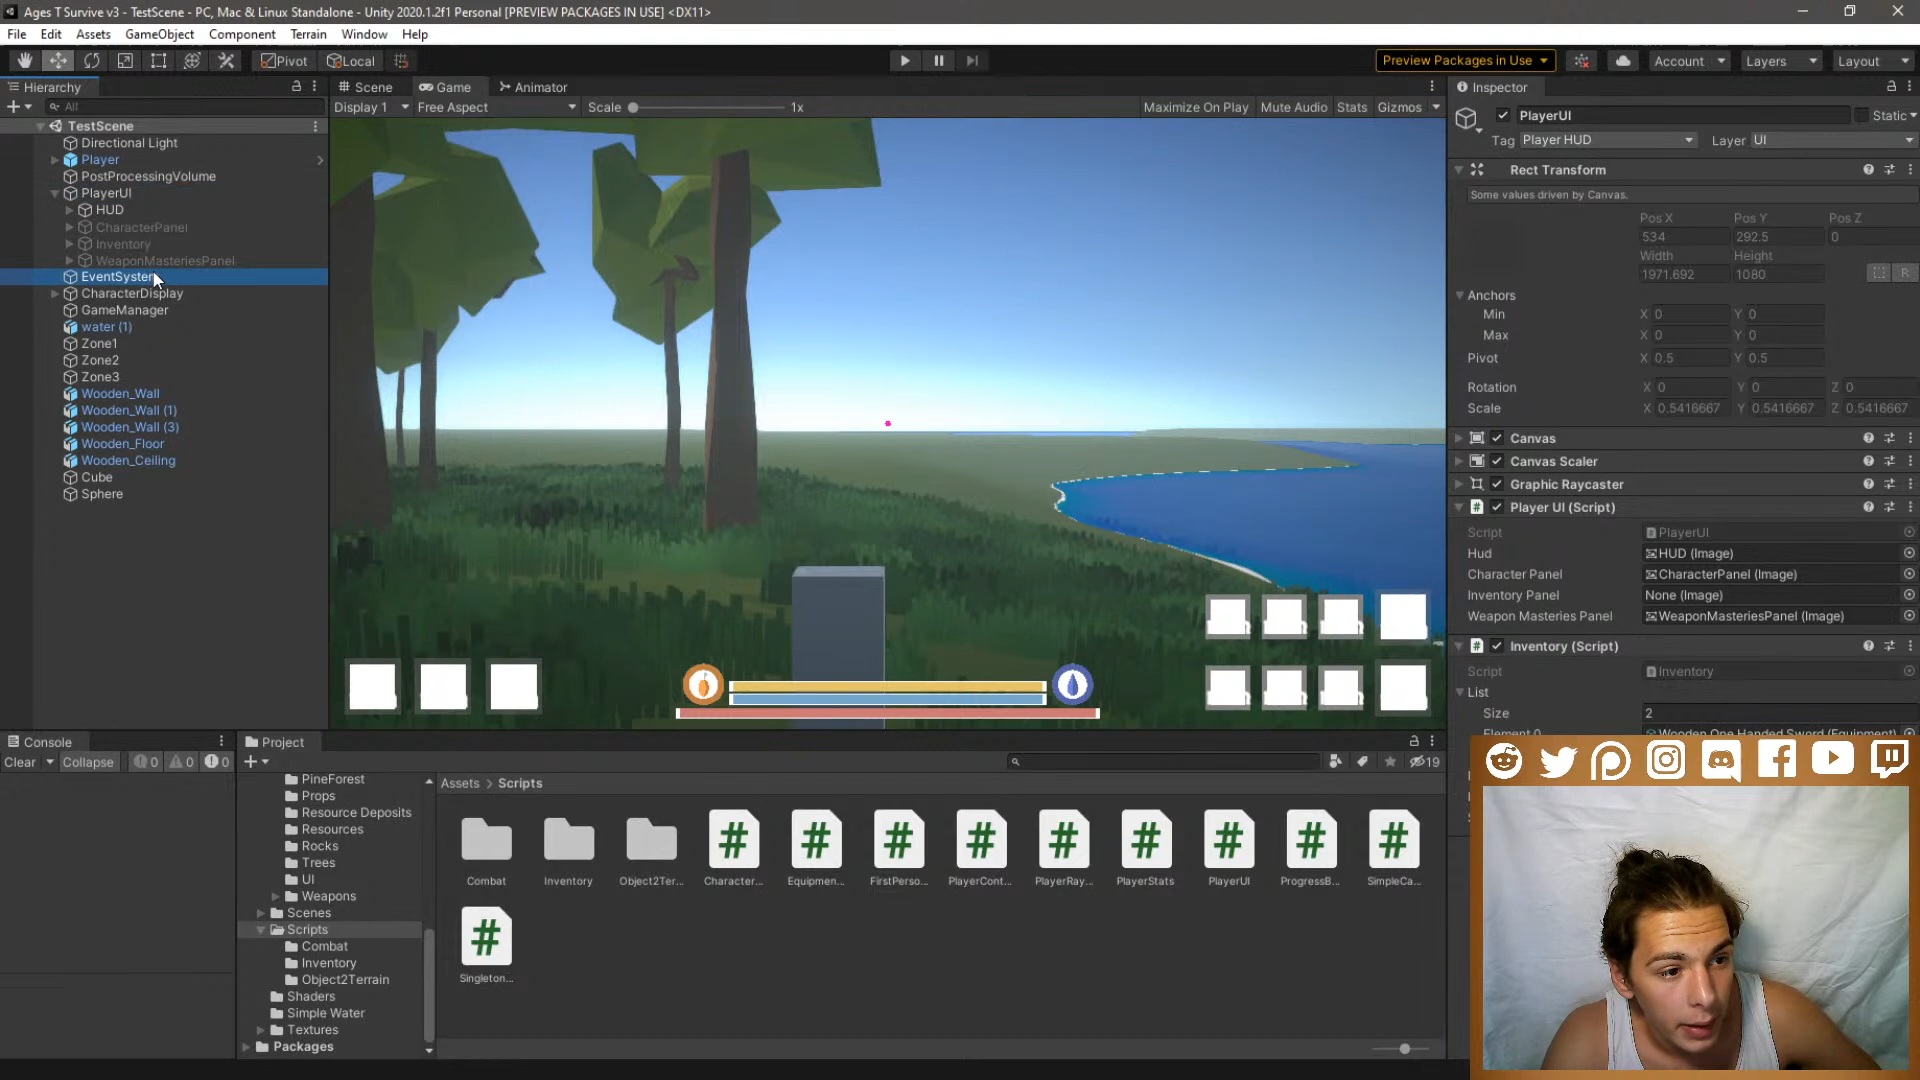 Ages T Survive v3 - TestScene - PC, Mac & Linux Standalone - Unity 2020.1.2f1 Personal [PREVIEW PACKAGES IN USE] <DX11>
File Edit Assets GameObject Component Terrain Window Help
Pivot Local Preview Packages in Use Account Layers Layout
Hierarchy
All
TestScene
Directional Light
Player
PostProcessingVolume
PlayerUI
HUD
CharacterPanel
Inventory
WeaponMasteriesPanel
EventSystem
CharacterDisplay
GameManager
water (1)
Zone1
Zone2
Zone3
Wooden_Wall
Wooden_Wall (1)
Wooden_Wall (3)
Wooden_Floor
Wooden_Ceiling
Cube
Sphere
Scene Game Animator
Display 1 Free Aspect Scale 1x Maximize On Play Mute Audio Stats Gizmos
Inspector
PlayerUI Static
Tag Player HUD Layer UI
Rect Transform
Some values driven by Canvas.
Pos X Pos Y Pos Z
534 292.5 0
Width Height
1971.692 1080 R
Anchors
Min X 0 Y 0
Max X 0 Y 0
Pivot X 0.5 Y 0.5
Rotation X 0 Y 0 Z 0
Scale X 0.5416667 Y 0.5416667 Z 0.5416667
Canvas
Canvas Scaler
Graphic Raycaster
Player UI (Script)
Script PlayerUI
Hud HUD (Image)
Character Panel CharacterPanel (Image)
Inventory Panel None (Image)
Weapon Masteries Panel WeaponMasteriesPanel (Image)
Inventory (Script)
Script Inventory
List
Size 2
Element 0 Wooden One Handed Sword (Equipment)
Console
Clear Collapse 0 0 0
Project
19
PineForest
Props
Resource Deposits
Resources
Rocks
Trees
UI
Weapons
Scenes
Scripts
Combat
Inventory
Object2Terrain
Shaders
Simple Water
Textures
Packages
Assets > Scripts
Combat Inventory Object2Ter... Character... Equipmen... FirstPerso... PlayerCont... PlayerRay... PlayerStats PlayerUI ProgressB... SimpleCa...
Singleton...